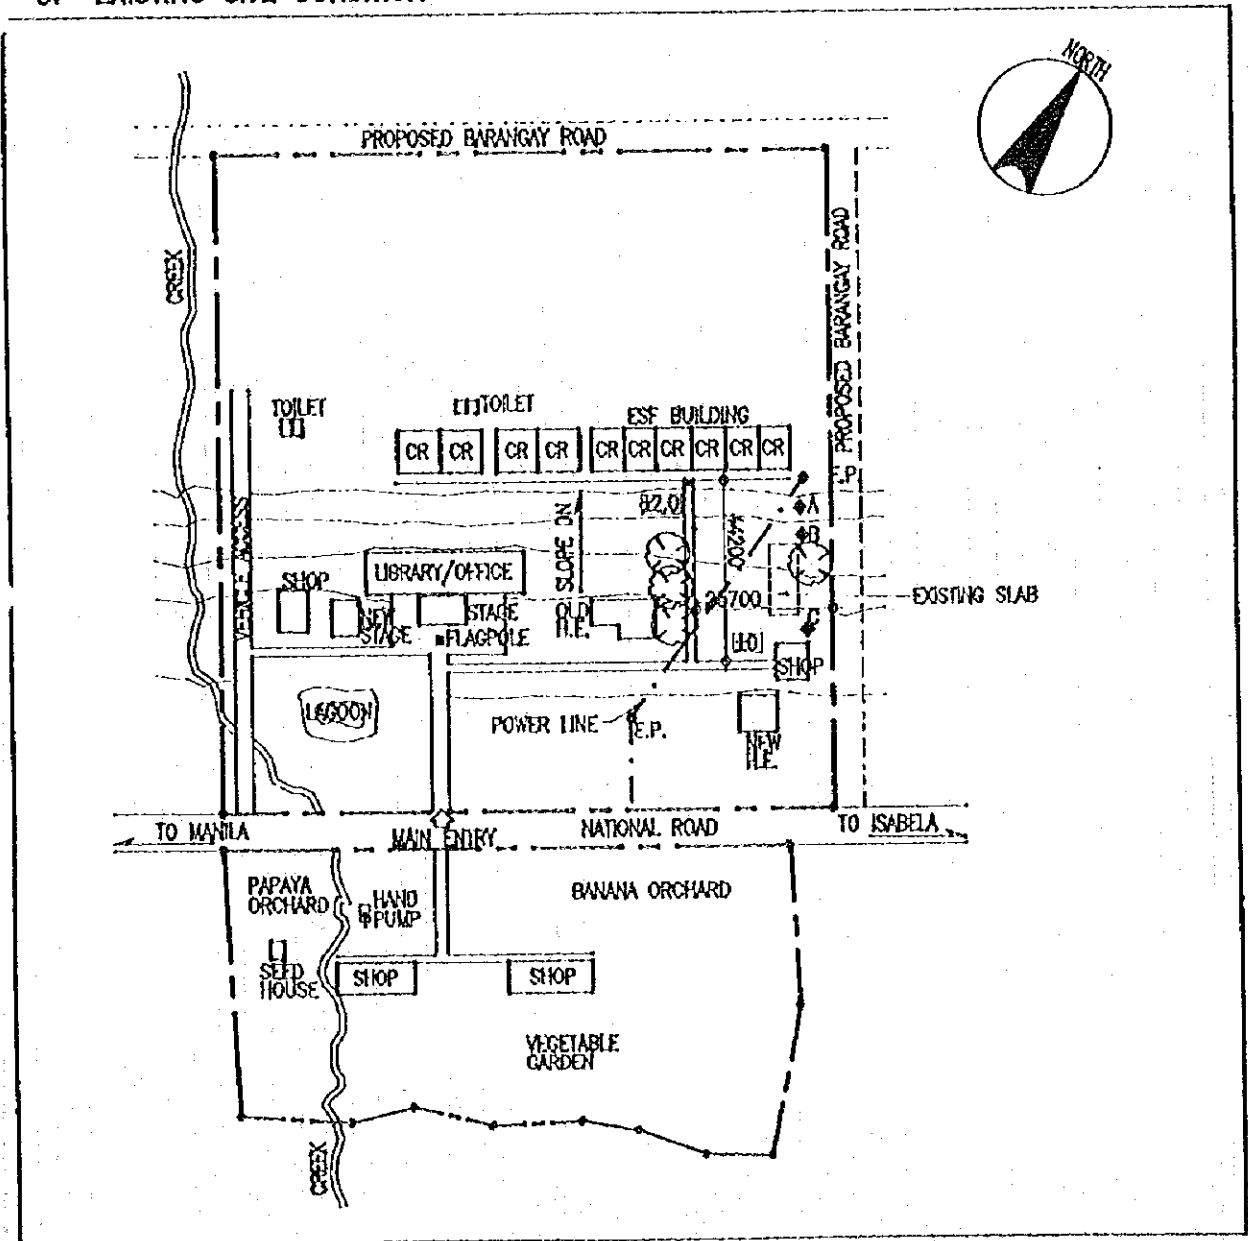 NORTH
PROPOSED BARANGAY ROAD
CREEK
PROPOSED BARANGAY ROAD
TOILET
TOILET
ESF BUILDING
CR CR CR CR CR CR CR CR CR CR
E.P.
A
B
C
SLOPE DN
LIBRARY/OFFICE
SHOP
NEW
STAGE
STAGE
FLAGPOLE
OLD
H.E.
EXISTING SLAB
SHOP
LAGOON
POWER LINE
E.P.
NEW
H.E.
TO MANILA
MAIN ENTRY
NATIONAL ROAD
TO ISABELA
PAPAYA
ORCHARD
HAND
PUMP
BANANA ORCHARD
SEED
HOUSE
SHOP
SHOP
VEGETABLE
GARDEN
CREEK